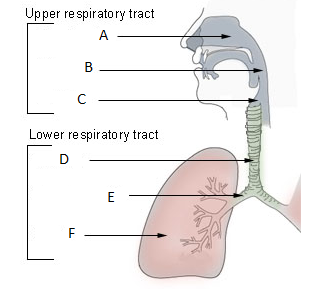 Upper respiratory tract
A
B
C
Lower respiratory tract
D
E
F